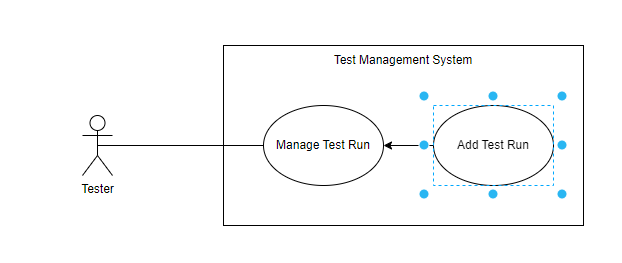 Test Management System
Manage Test Run
Add Test Run
Tester